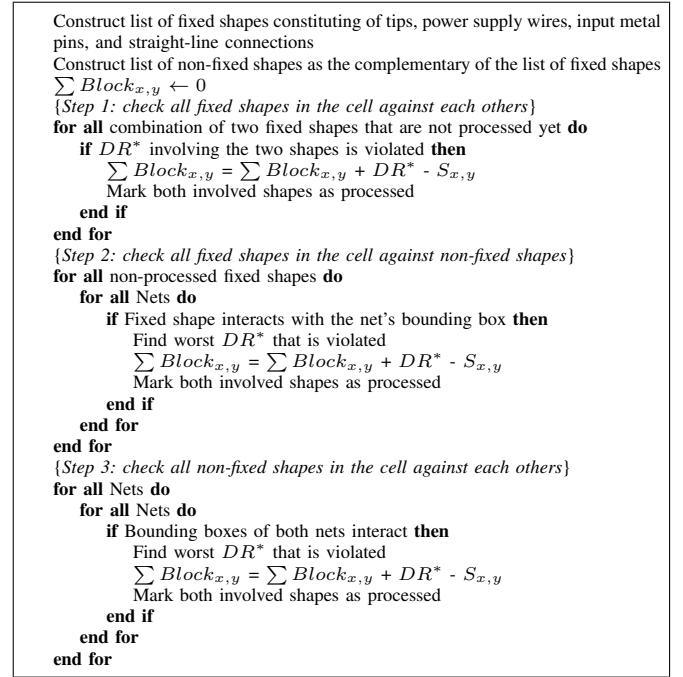 Construct list of fixed shapes constituting of tips, power supply wires, input metal
pins, and straight-line connections
Construct list of non-fixed shapes as the complementary of the list of fixed shapes
∑ Block_{x,y} ← 0
{Step 1: check all fixed shapes in the cell against each others}
for all combination of two fixed shapes that are not processed yet do
if DR* involving the two shapes is violated then
∑ Block_{x,y} = ∑ Block_{x,y} + DR* - S_{x,y}
Mark both involved shapes as processed
end if
end for
{Step 2: check all fixed shapes in the cell against non-fixed shapes}
for all non-processed fixed shapes do
for all Nets do
if Fixed shape interacts with the net's bounding box then
Find worst DR* that is violated
∑ Block_{x,y} = ∑ Block_{x,y} + DR* - S_{x,y}
Mark both involved shapes as processed
end if
end for
end for
{Step 3: check all non-fixed shapes in the cell against each others}
for all Nets do
for all Nets do
if Bounding boxes of both nets interact then
Find worst DR* that is violated
∑ Block_{x,y} = ∑ Block_{x,y} + DR* - S_{x,y}
Mark both involved shapes as processed
end if
end for
end for